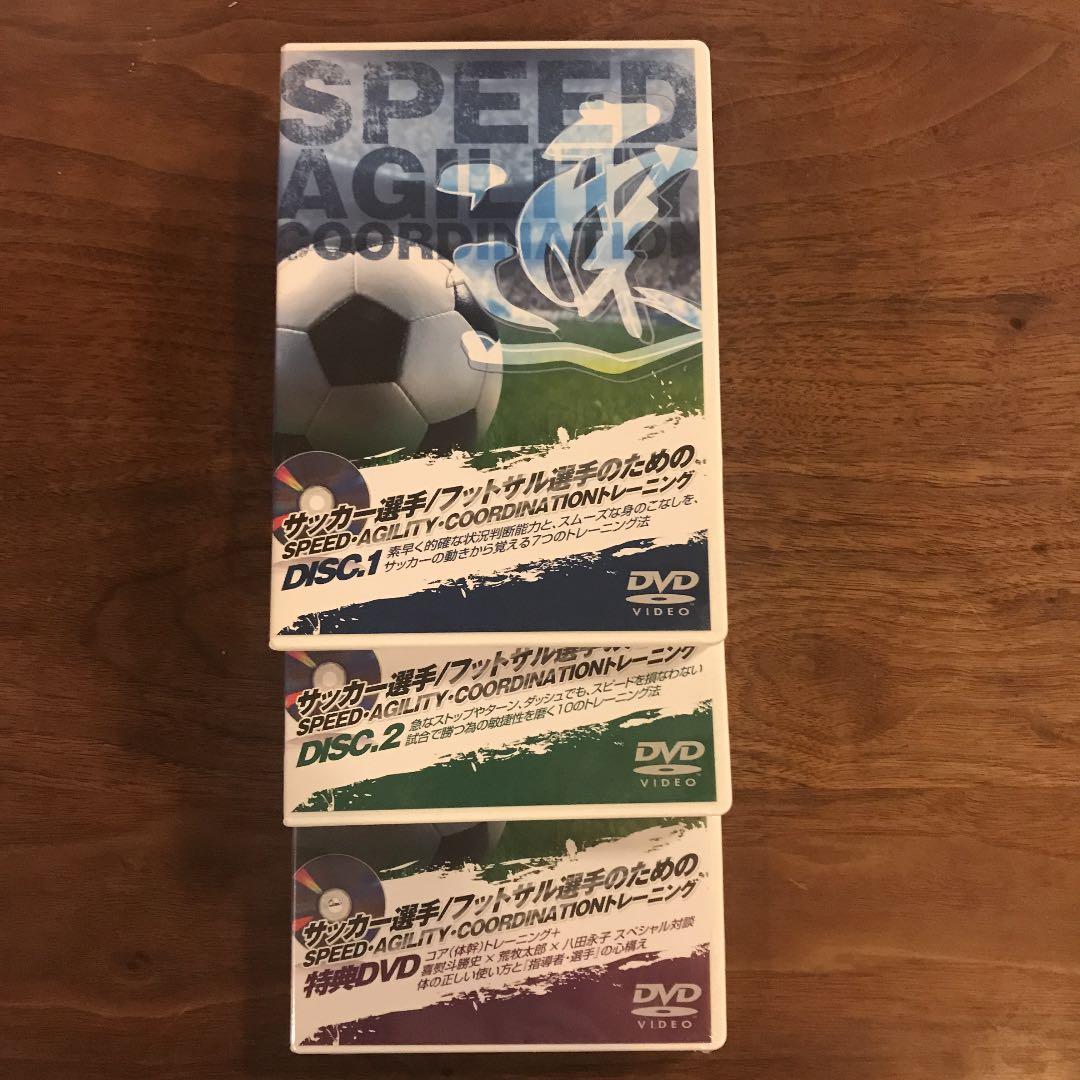 SPEED
AGILITY
COORDINATION
サッカー選手/フットサル選手のための
SPEED・AGILITY・COORDINATIONトレーニング
DISC.1
素早く的確な状況判断能力と、スムーズな身のこなしを、
サッカーの動きから覚える7つのトレーニング法
DVD
VIDEO
サッカー選手/フットサル選手のための
SPEED・AGILITY・COORDINATIONトレーニング
DISC.2
急なストップやターン、ダッシュでも、スピードを損なわない
試合で勝つ為の敏捷性を磨く10のトレーニング法
DVD
VIDEO
サッカー選手/フットサル選手のための
SPEED・AGILITY・COORDINATIONトレーニング
特典DVD
コア(体幹)トレーニング+
喜熨斗勝史×荒牧太郎×八田永子 スペシャル対談
体の正しい使い方と『指導者・選手』の心構え
DVD
VIDEO